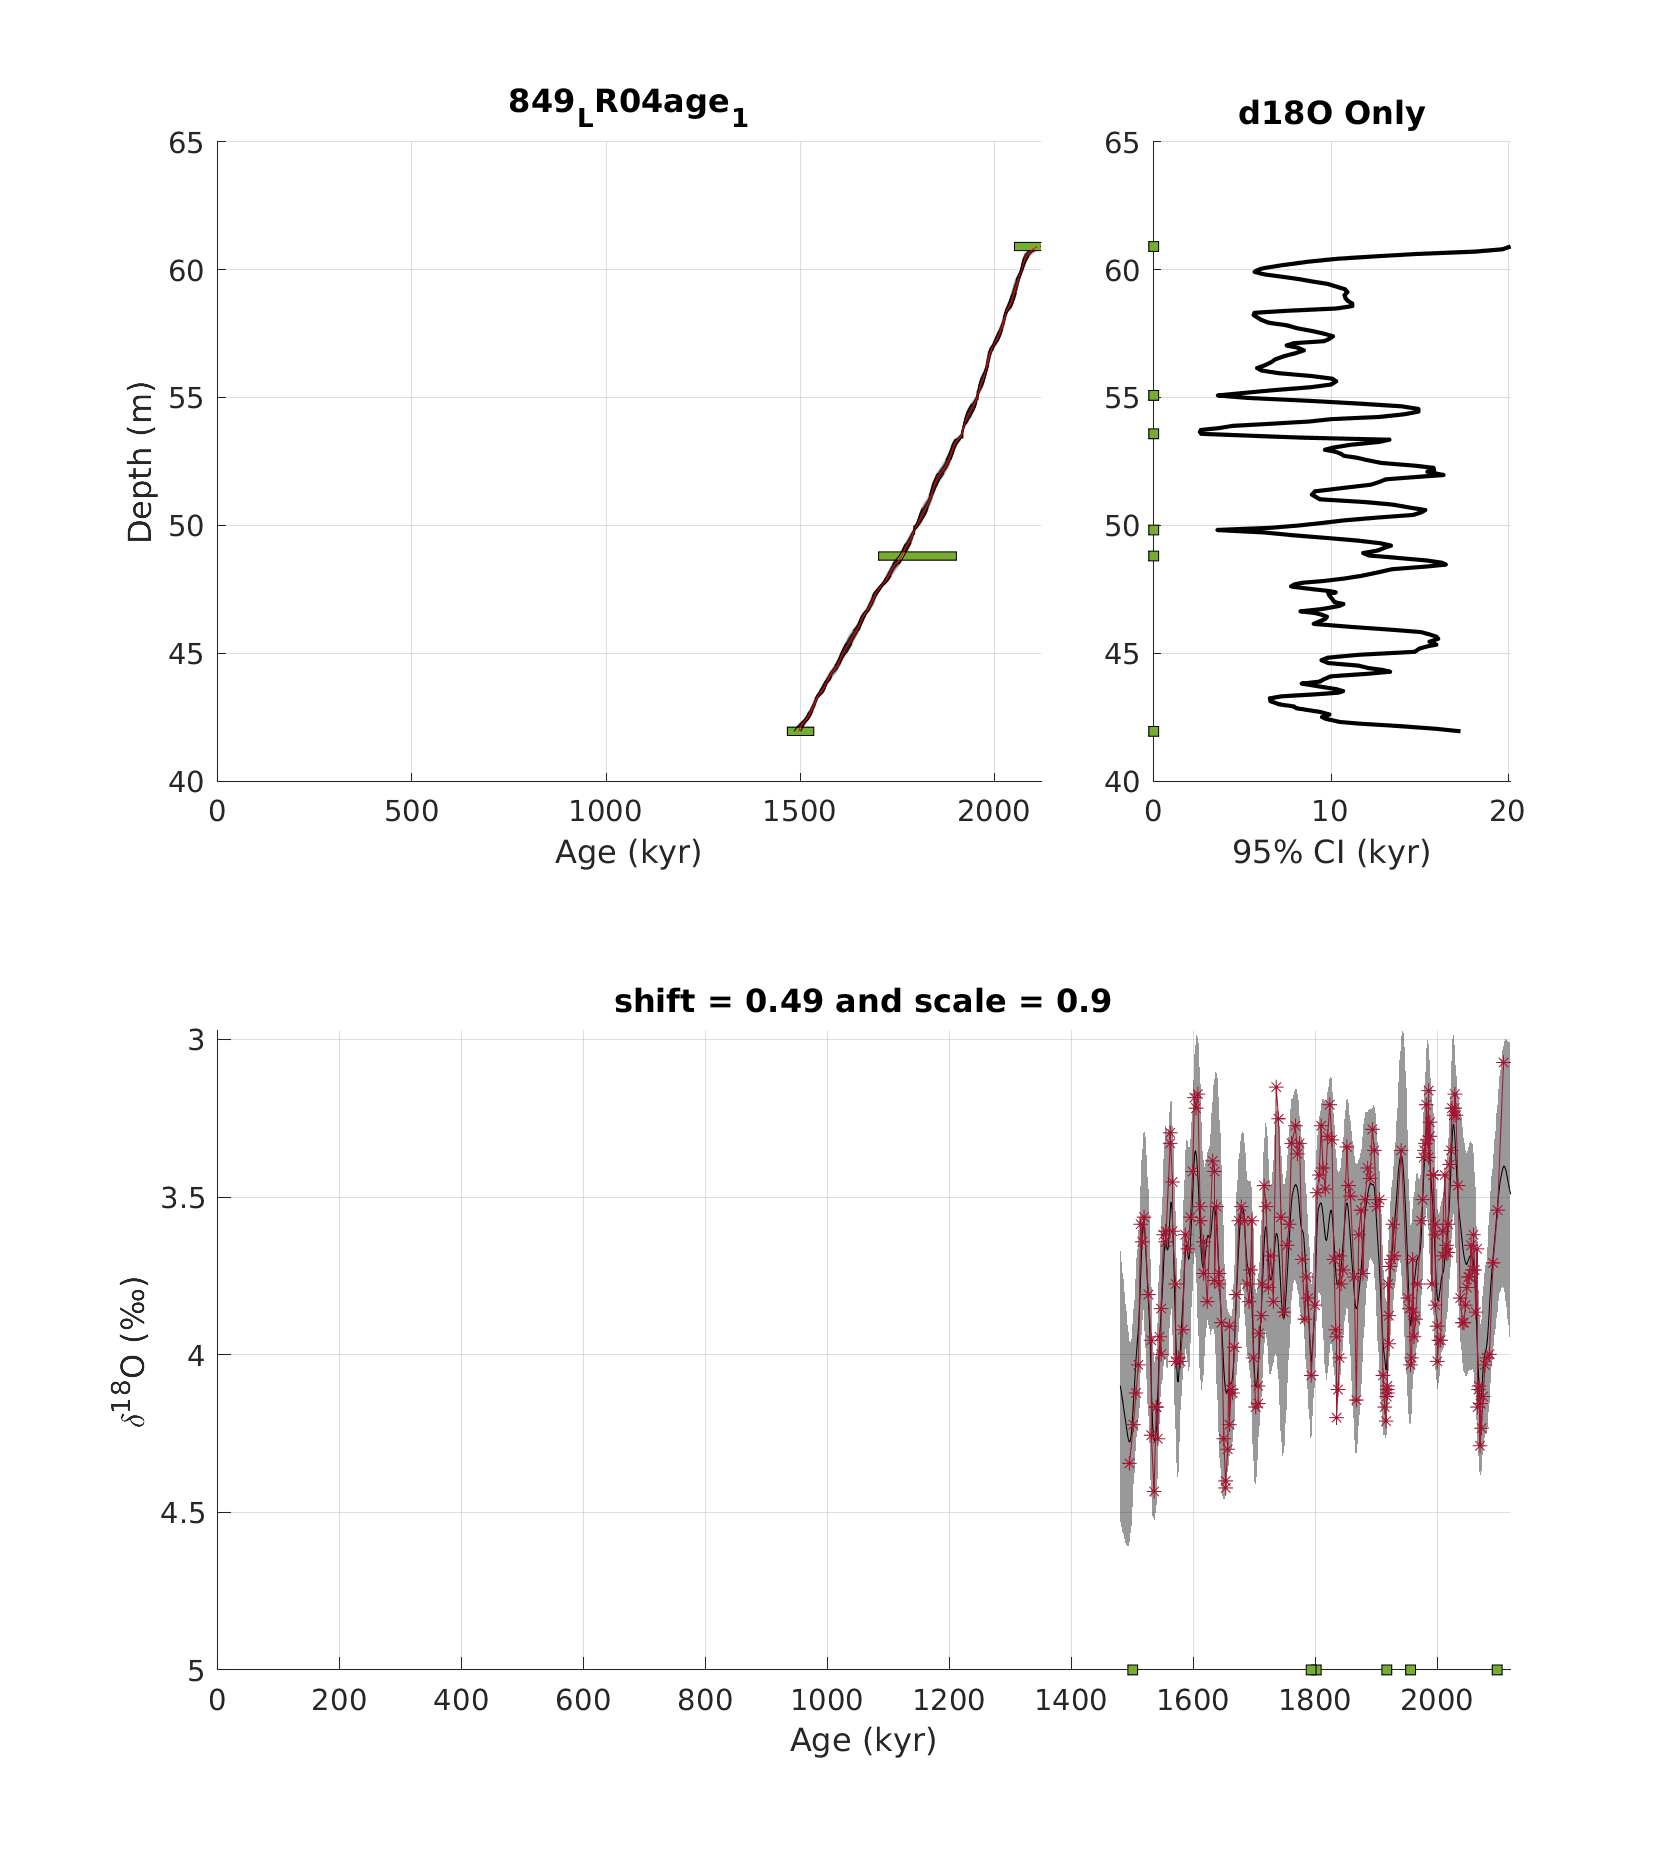 849LR04age1
d18O Only
65
60
55
50
45
40
Depth (m)
0 500 1000 1500 2000
Age (kyr)
65
60
55
50
45
40
0 10 20
95% CI (kyr)
shift = 0.49 and scale = 0.9
3
3.5
4
4.5
5
δ18O (‰)
0 200 400 600 800 1000 1200 1400 1600 1800 2000
Age (kyr)